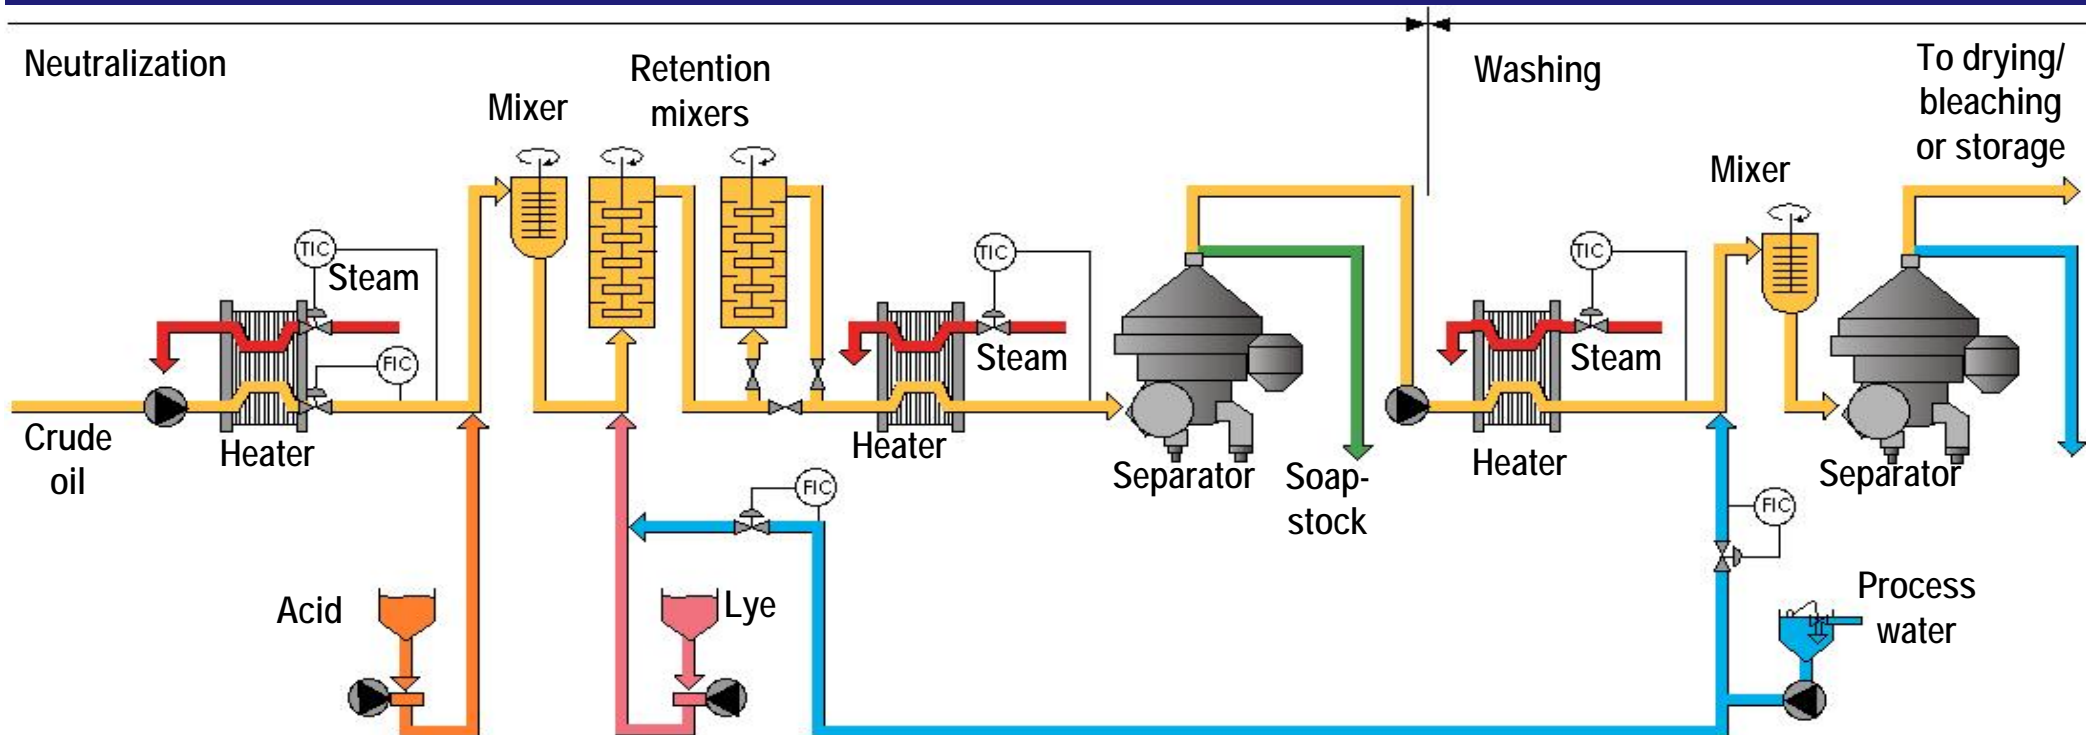 Neutralization
Retention
mixers
Mixer
Washing
To drying/
bleaching
or storage
Mixer
TIC
Steam
TIC
TIC
FIC
Steam
Steam
Crude
oil
Heater
Heater
Separator
Soap-
stock
Heater
Separator
FIC
FIC
Acid
Lye
Process
water